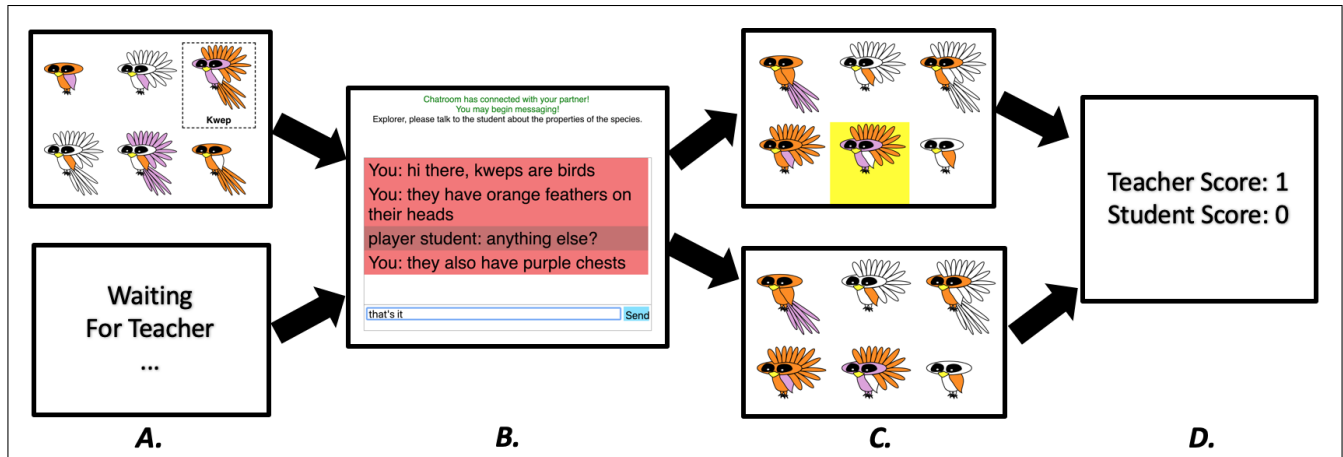 Kwep
Waiting
For Teacher
...
A.
Chatroom has connected with your partner!
You may begin messaging!
Explorer, please talk to the student about the properties of the species.
You: hi there, kweps are birds
You: they have orange feathers on
their heads
player student: anything else?
You: they also have purple chests
that's it
Send
B.
C.
Teacher Score: 1
Student Score: 0
D.